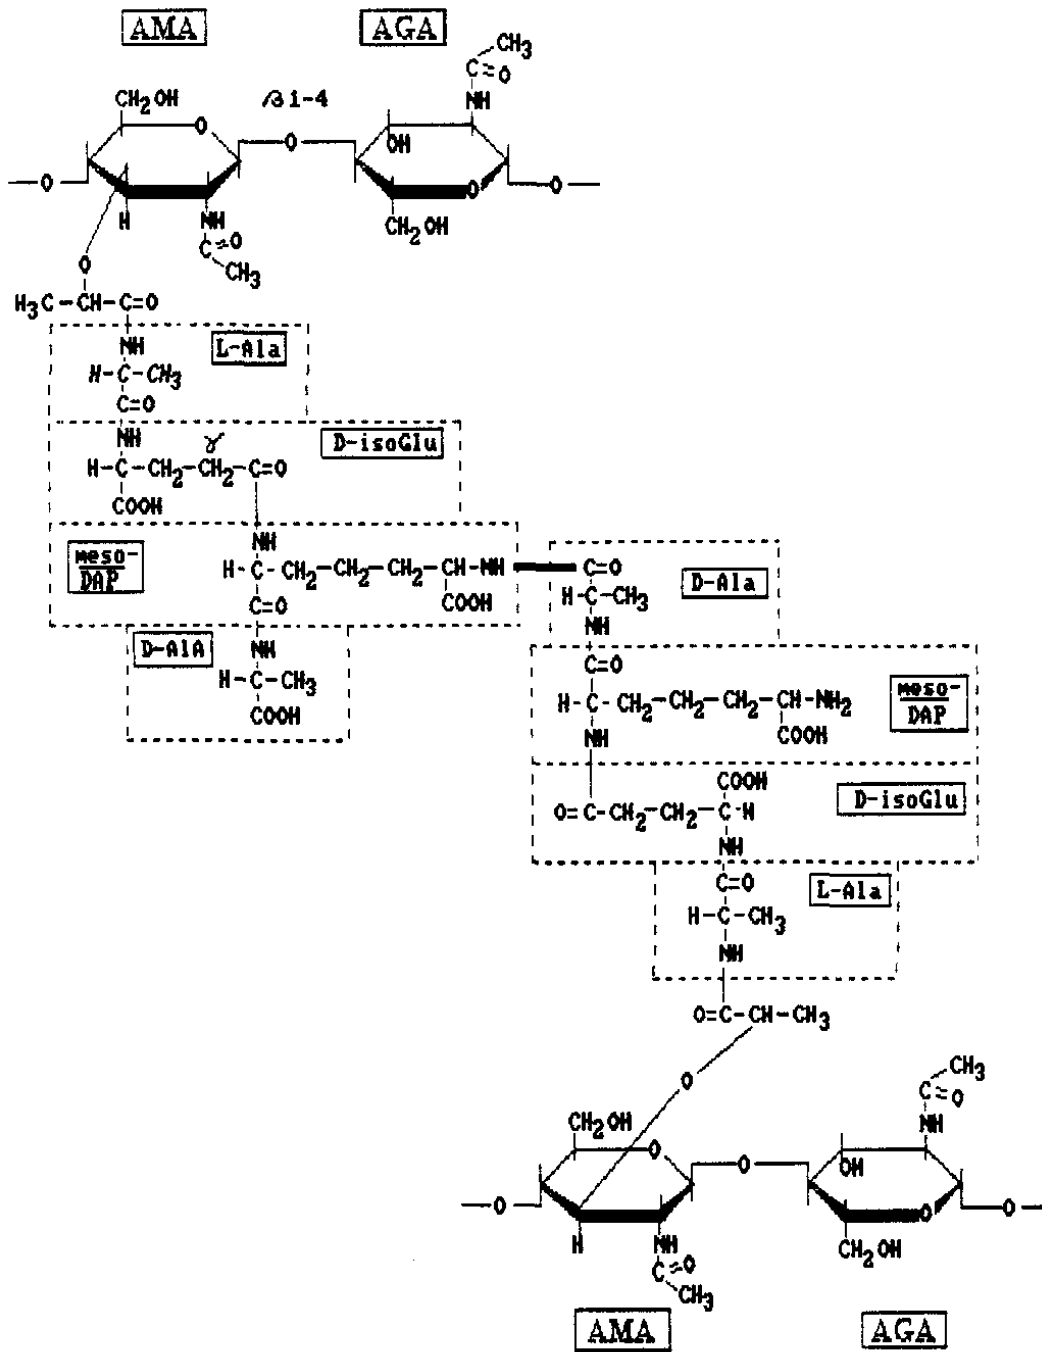 AMA AGA
CH3
C=O
NH
CH2OH β1-4
O O OH
O O O
H NH CH2OH
C=O
O CH3
H3C-CH-C=O
NH L-Ala
H-C-CH3
C=O
NH γ D-isoGlu
H-C-CH2-CH2-C=O
COOH
meso- NH
DAP H-C-CH2-CH2-CH2-CH-NH C=O D-Ala
COOH H-C-CH3
C=O NH
D-AlA NH C=O
H-C-CH3 H-C-CH2-CH2-CH2-CH-NH2 meso-
COOH COOH DAP
NH
COOH D-isoGlu
O=C-CH2-CH2-C-H
NH
C=O L-Ala
H-C-CH3
NH
O=C-CH-CH3
O CH3
C=O
CH2OH NH
O O OH
O O O
H NH CH2OH
C=O
CH3
AMA AGA